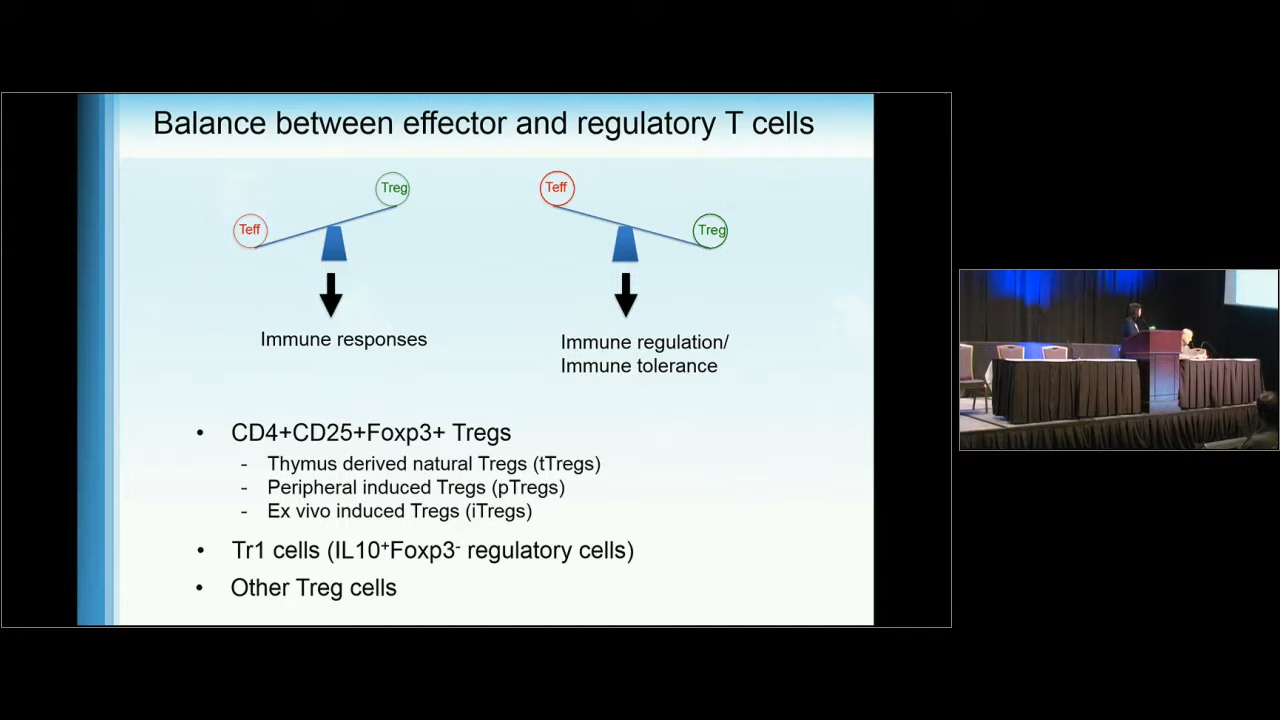 Balance between effector and regulatory T cells
Treg
Teff
Teff
Treg
Immune responses
Immune regulation/
Immune tolerance
• CD4+CD25+Foxp3+ Tregs
- Thymus derived natural Tregs (tTregs)
- Peripheral induced Tregs (pTregs)
- Ex vivo induced Tregs (iTregs)
• Tr1 cells (IL10⁺Foxp3⁻ regulatory cells)
• Other Treg cells